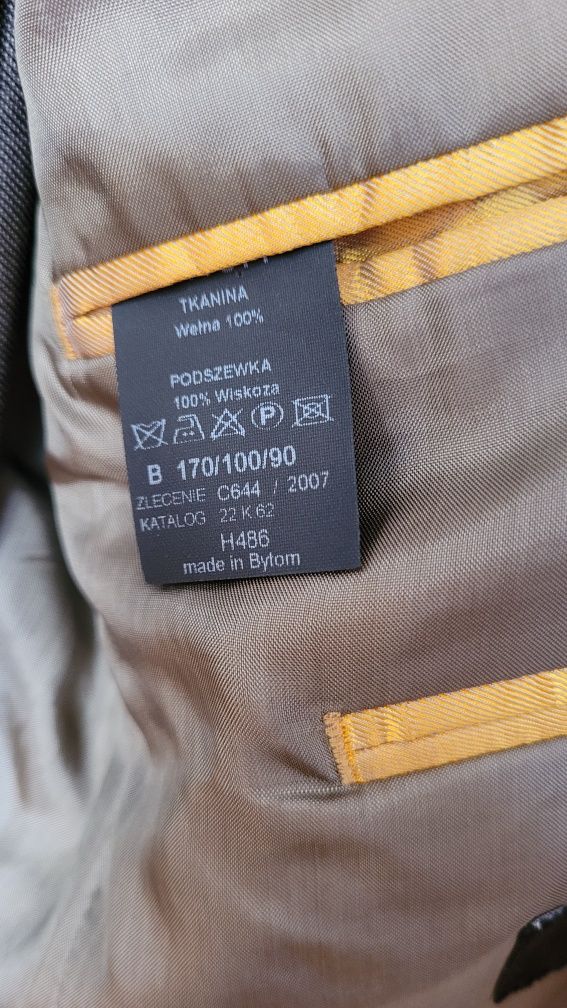 TKANINA
Wełna 100%
PODSZEWKA
100% Wiskoza
P
B 170/100/90
ZLECENIE C644 / 2007
KATALOG 22 K 62
H486
made in Bytom